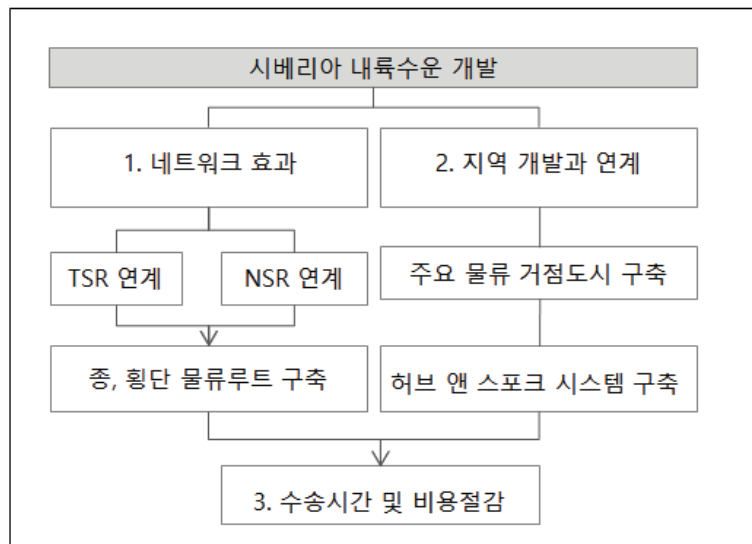 시베리아 내륙수운 개발
1. 네트워크 효과
2. 지역 개발과 연계
TSR 연계
NSR 연계
주요 물류 거점도시 구축
종, 횡단 물류루트 구축
허브 앤 스포크 시스템 구축
3. 수송시간 및 비용절감